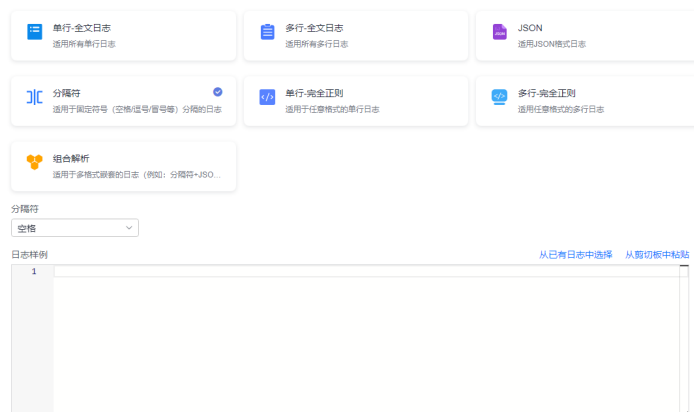 单行-全文日志
适用所有单行日志
多行-全文日志
适用所有多行日志
JSON
适用JSON格式日志
分隔符
适用于固定符号（空格/逗号/冒号等）分隔的日志
单行-完全正则
适用于任意格式的单行日志
多行-完全正则
适用任意格式的多行日志
组合解析
适用于多格式嵌套的日志（例如：分隔符+JSO...
分隔符
空格
日志样例
从已有日志中选择 从剪切板中粘贴
1